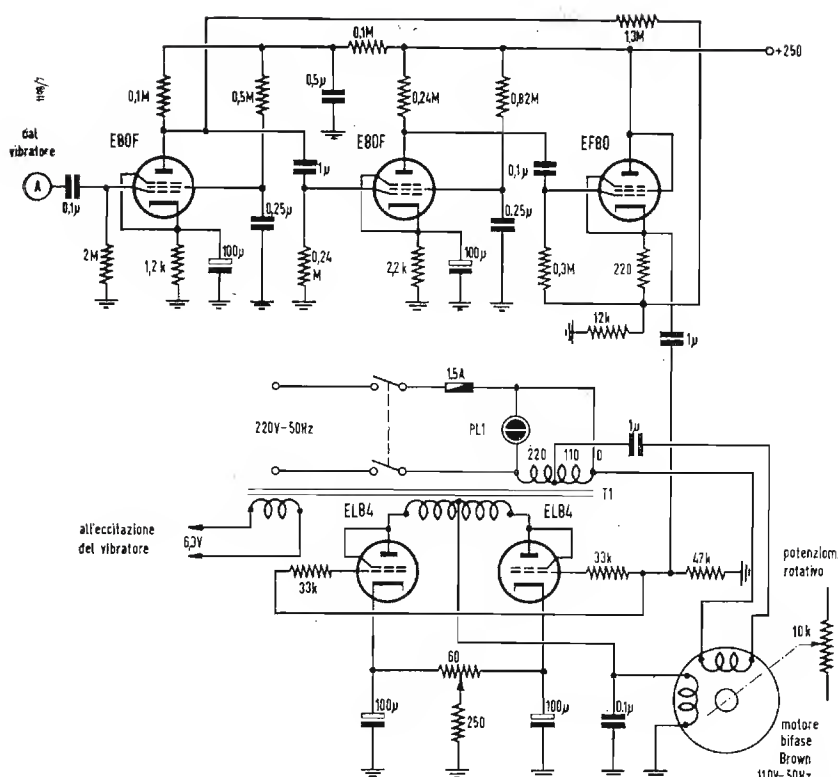 0,1M
1,3M
+250
1198/1
0,1M
0,5M
0,5µ
0,24M
0,82M
dal
vibratore
E80F
E80F
EF80
A
0,1µ
1µ
0,1µ
0,25µ
0,25µ
2M
1,2k
100µ
0,24
M
2,2k
100µ
0,3M
220
12k
1µ
1,5A
220V-50Hz
PL1
220
110
0
1µ
T1
EL84
EL84
all'eccitazione
del vibratore
6,3V
33k
33k
47k
potenziom
rotativo
10k
60
100µ
250
100µ
0,1µ
motore
bifase
Brown
110V-50Hz